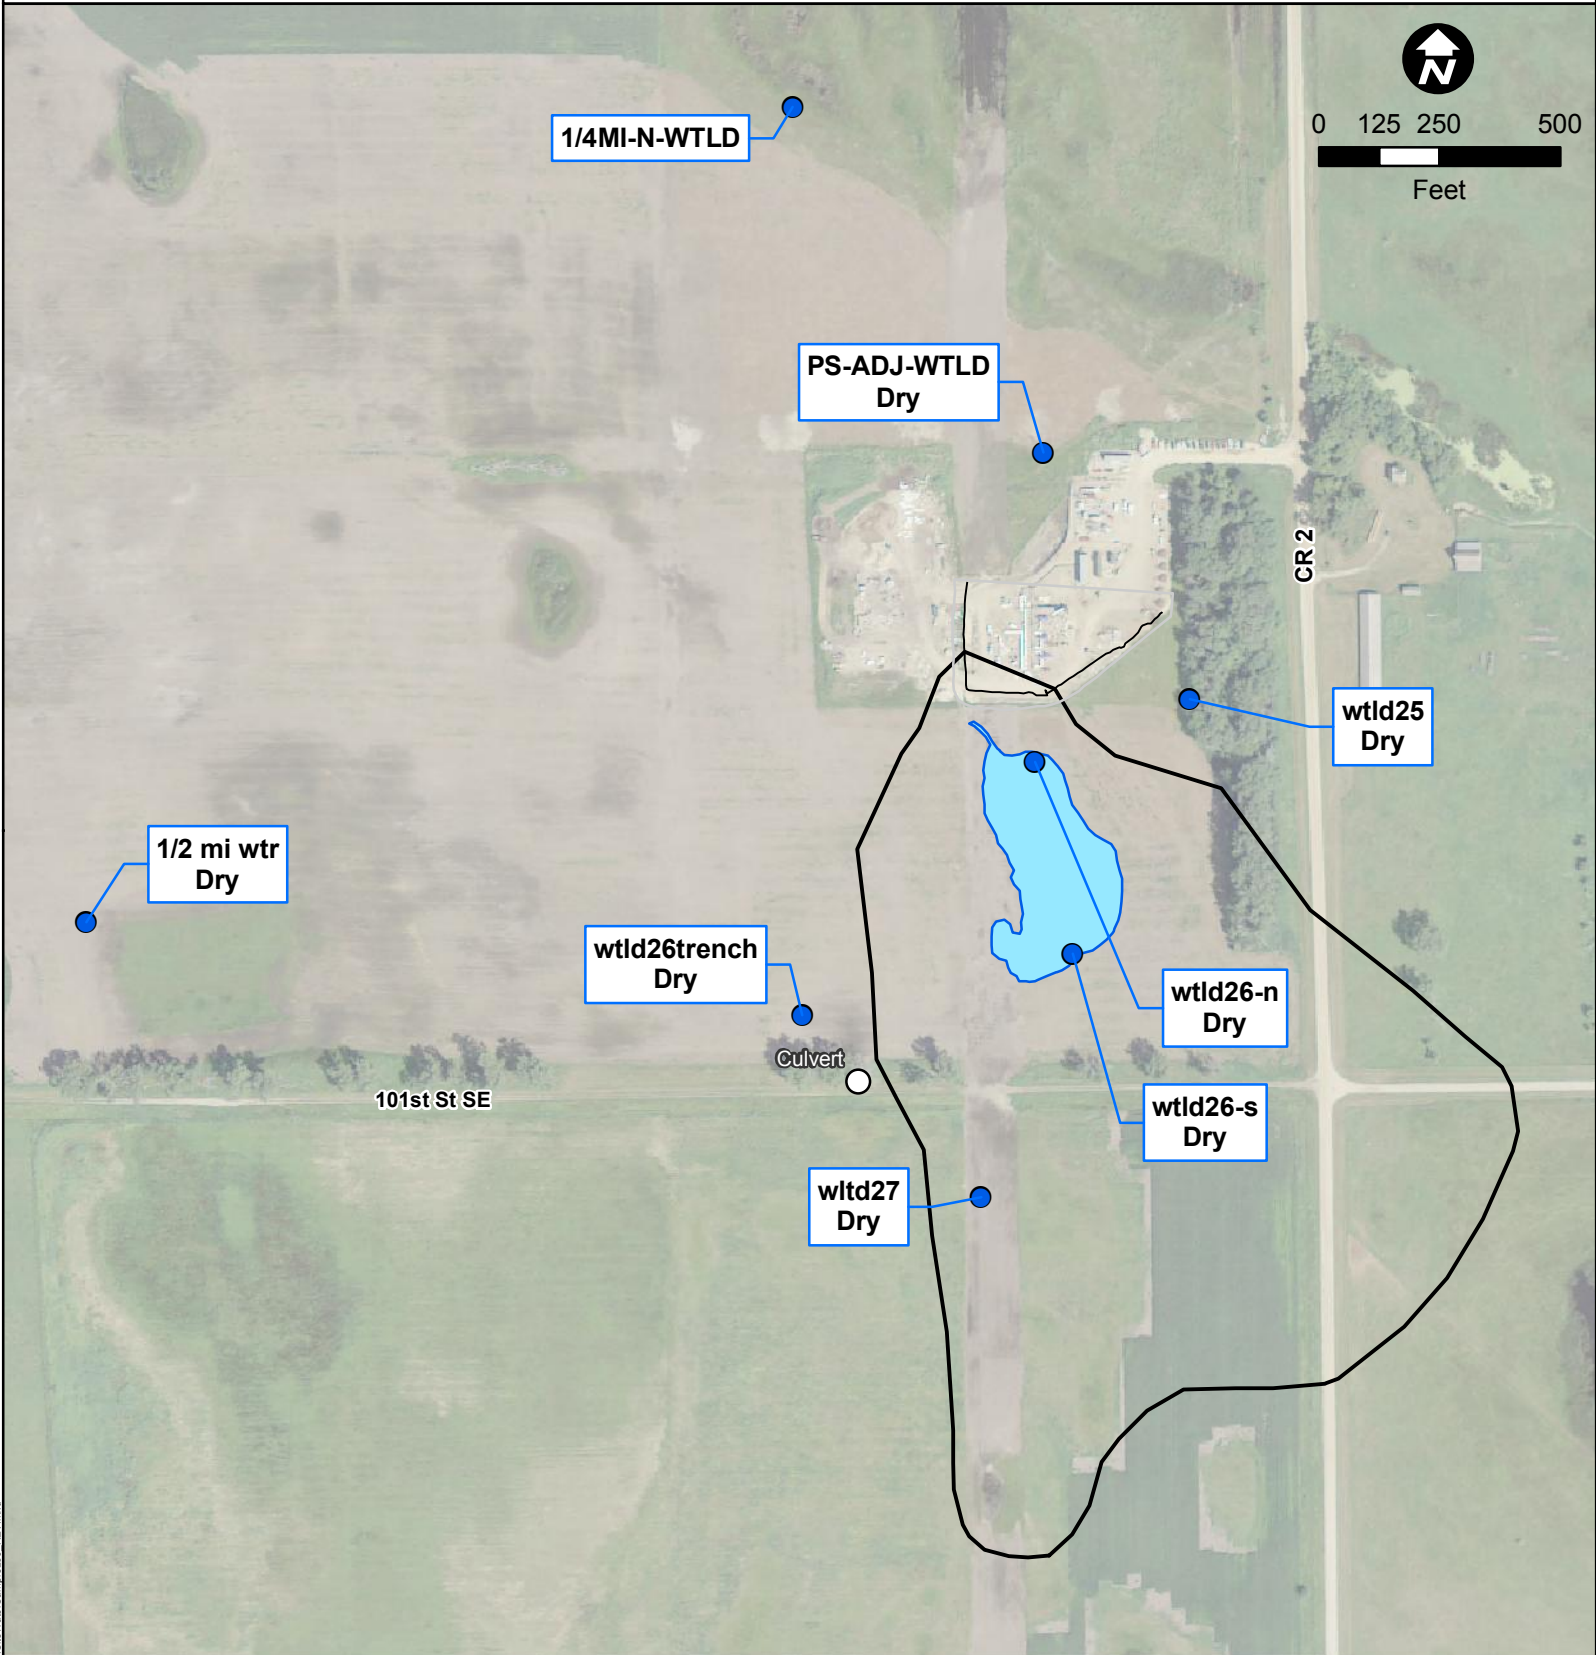 N
0 125 250 500
Feet
1/4MI-N-WTLD
PS-ADJ-WTLD
Dry
CR 2
wtld25
Dry
1/2 mi wtr
Dry
wtld26trench
Dry
wtld26-n
Dry
Culvert
101st St SE
wtld26-s
Dry
wltd27
Dry